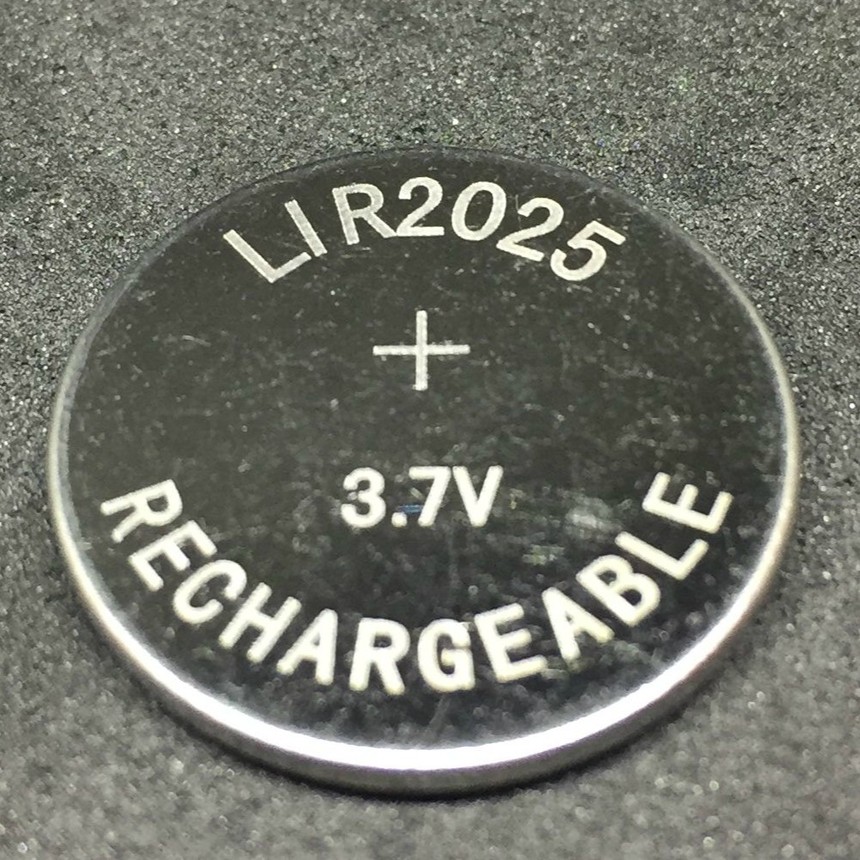 LIR2025
+
3.7V
RECHARGEABLE